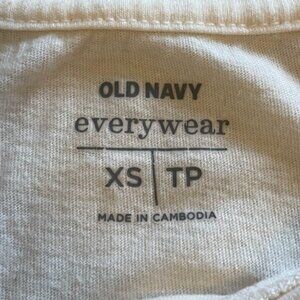 OLD NAVY
everywear
XS | TP
MADE IN CAMBODIA